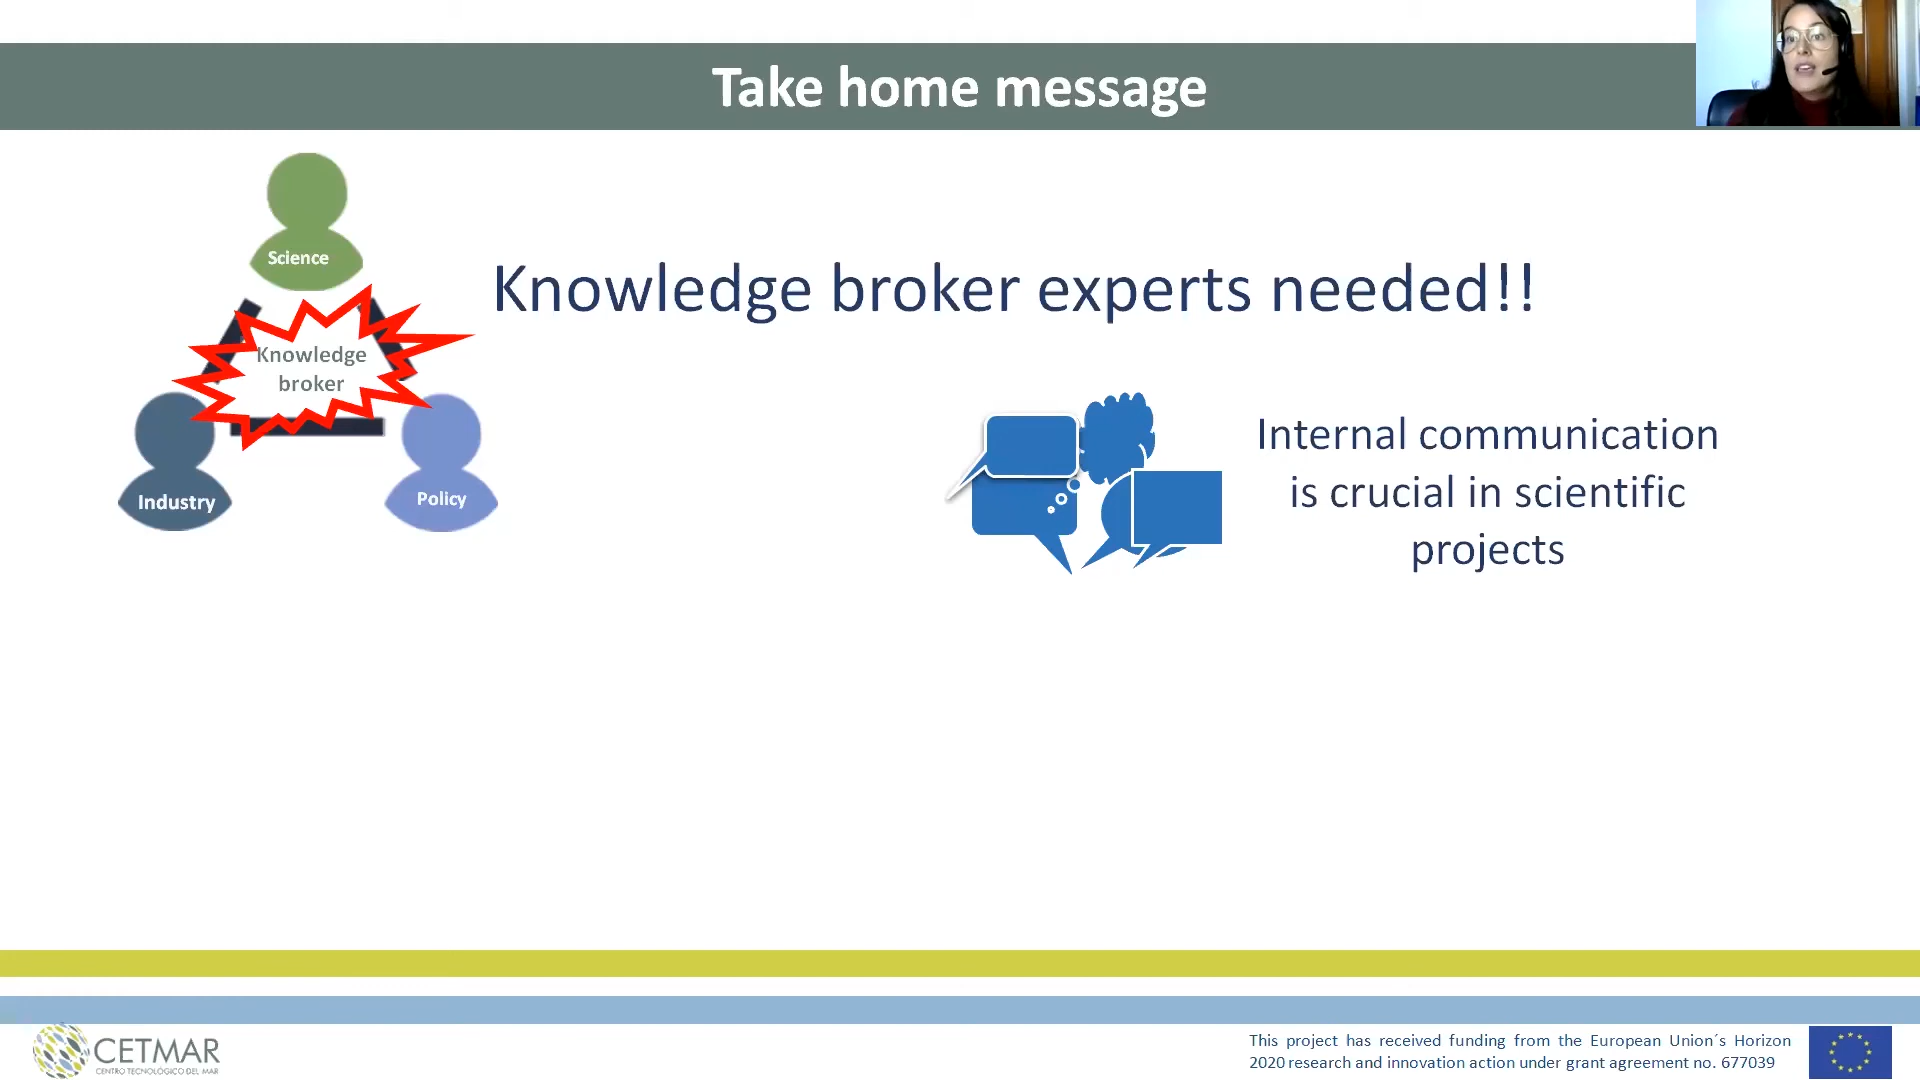 Take home message
Science
Knowledge broker experts needed!!
Knowledge
broker
Industry
Policy
Internal communication
is crucial in scientific
projects
CETMAR
CENTRO TECNOLÓGICO DEL MAR
This project has received funding from the European Union´s Horizon
2020 research and innovation action under grant agreement no. 677039